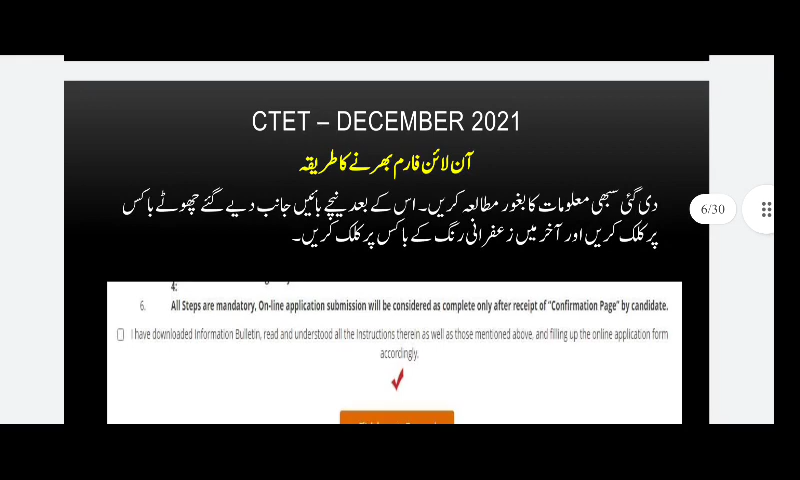 CTET – DECEMBER 2021
آن لائن فارم بھرنے کا طریقہ
دی گئی سبھی معلومات کا بغور مطالعہ کریں۔ اس کے بعد نیچے بائیں جانب دیے گئے چھوٹے باکس
پر کلک کریں اور آخر میں زعفرانی رنگ کے باکس پر کلک کریں۔
6/30
4:
6. All Steps are mandatory, On-line application submission will be considered as complete only after receipt of “Confirmation Page” by candidate.
I have downloaded Information Bulletin, read and understood all the Instructions therein as well as those mentioned above, and filling up the online application form
accordingly.